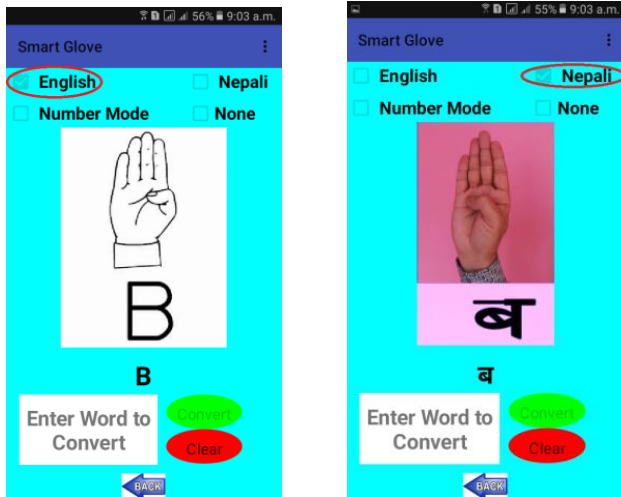 56% 9:03 a.m.
Smart Glove
English Nepali
Number Mode None
B
B
Enter Word to
Convert
Convert
Clear
BACK
55% 9:03 a.m.
Smart Glove
English Nepali
Number Mode None
ब
ब
Enter Word to
Convert
Convert
Clear
BACK